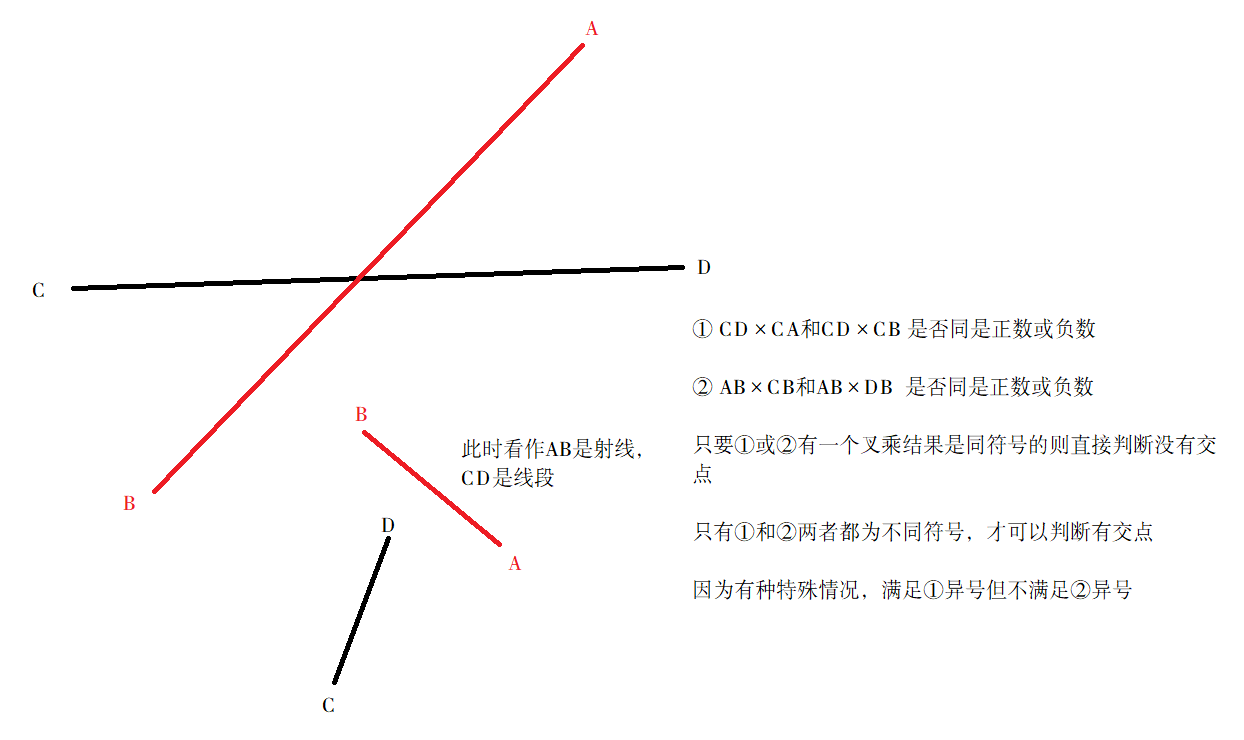 A
C
D
① CD×CA和CD×CB 是否同是正数或负数
② AB×CB和AB×DB 是否同是正数或负数
B
此时看作AB是射线，
CD是线段
只要①或②有一个叉乘结果是同符号的则直接判断没有交
点
B
D
只有①和②两者都为不同符号，才可以判断有交点
A
因为有种特殊情况，满足①异号但不满足②异号
C